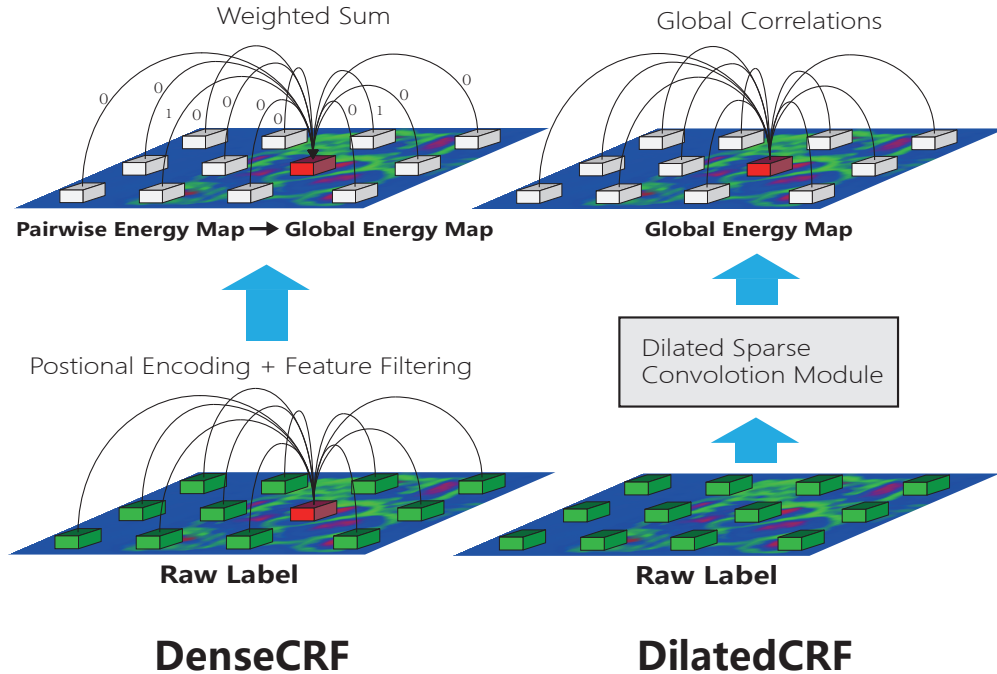 Weighted Sum
0
0
1
0
0
0
0
0
1
0
0
Pairwise Energy Map → Global Energy Map
Postional Encoding + Feature Filtering
Raw Label
DenseCRF
Global Correlations
Global Energy Map
Dilated Sparse
Convolotion Module
Raw Label
DilatedCRF